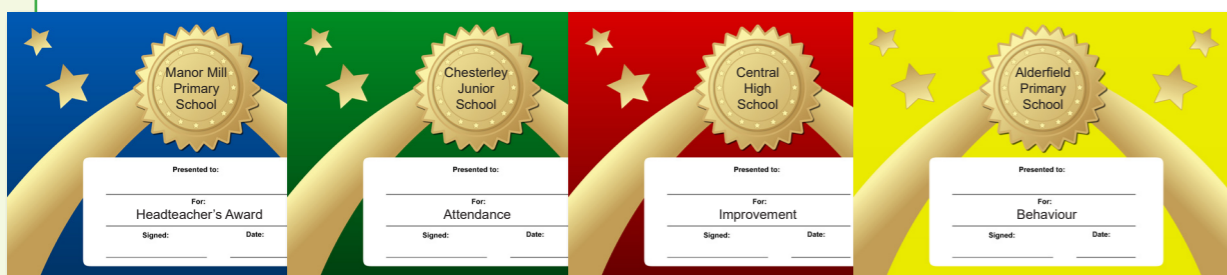 Manor Mill
Primary
School
Presented to:
For:
Headteacher's Award
Signed: Date:
Chesterley
Junior
School
Presented to:
For:
Attendance
Signed: Date:
Central
High
School
Presented to:
For:
Improvement
Signed: Date:
Alderfield
Primary
School
Presented to:
For:
Behaviour
Signed: Date: